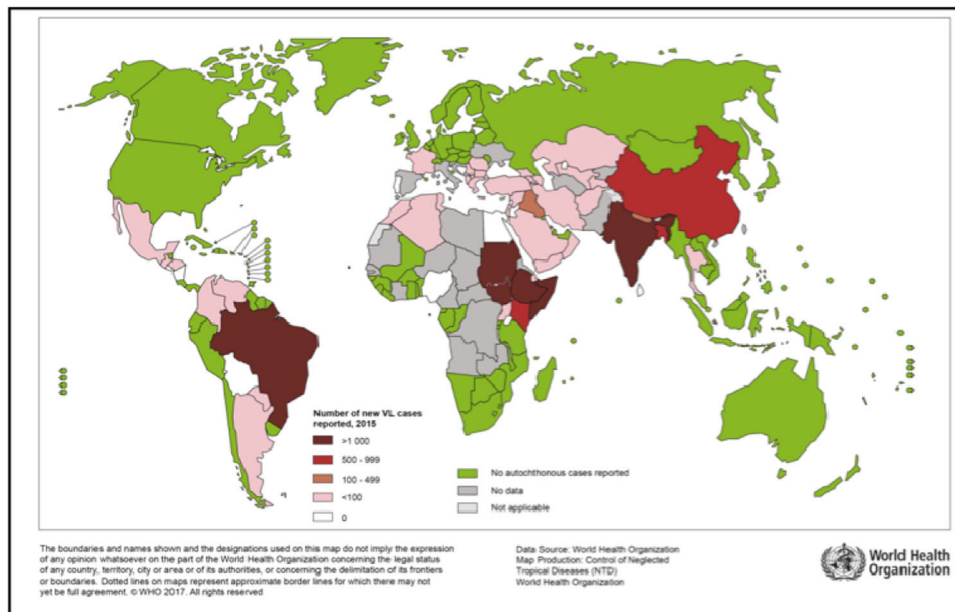 Number of new VL cases
reported, 2015
>1 000
500 - 999
100 - 499
<100
0
No autochthonous cases reported
No data
Not applicable
The boundaries and names shown and the designations used on this map do not imply the expression
of any opinion whatsoever on the part of the World Health Organization concerning the legal status
of any country, territory, city or area or of its authorities, or concerning the delimitation of its frontiers
or boundaries. Dotted lines on maps represent approximate border lines for which there may not
yet be full agreement. © WHO 2017. All rights reserved
Data Source: World Health Organization
Map Production: Control of Neglected
Tropical Diseases (NTD)
World Health Organization
World Health
Organization